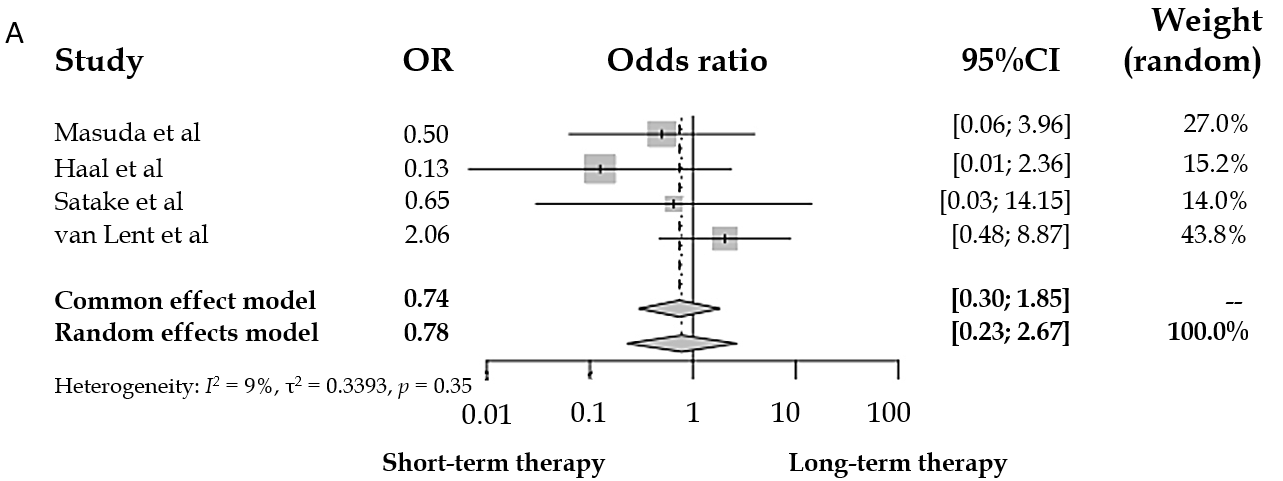 A
Weight
Study OR Odds ratio 95%CI (random)
Masuda et al 0.50 [0.06; 3.96] 27.0%
Haal et al 0.13 [0.01; 2.36] 15.2%
Satake et al 0.65 [0.03; 14.15] 14.0%
van Lent et al 2.06 [0.48; 8.87] 43.8%
Common effect model 0.74 [0.30; 1.85] --
Random effects model 0.78 [0.23; 2.67] 100.0%
Heterogeneity: I² = 9%, τ² = 0.3393, p = 0.35
0.01 0.1 1 10 100
Short-term therapy Long-term therapy